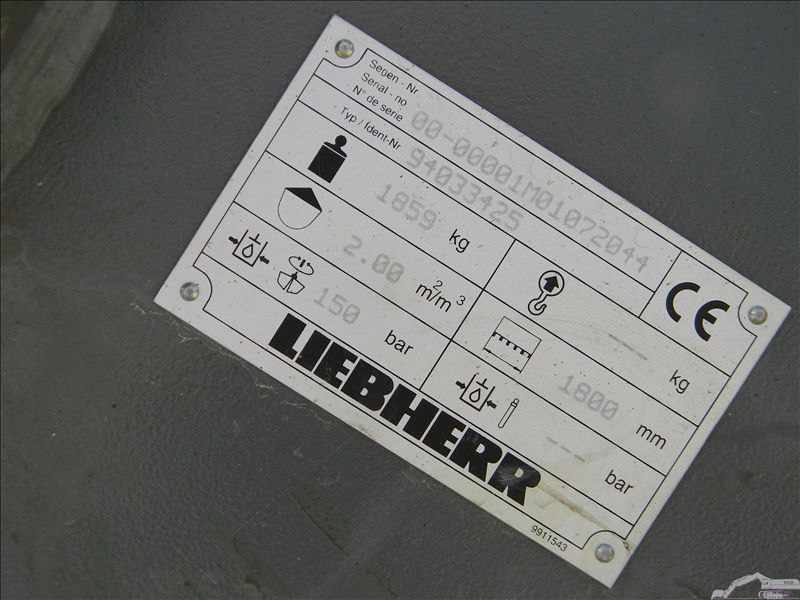 Serien - Nr
Serial - no
N° de serie
00-00001M01072044
Typ / Ident-Nr
94033425
CE
1859 kg
--- kg
2.00 m²/m³
1800 mm
150 bar
--- bar
LIEBHERR
9911543